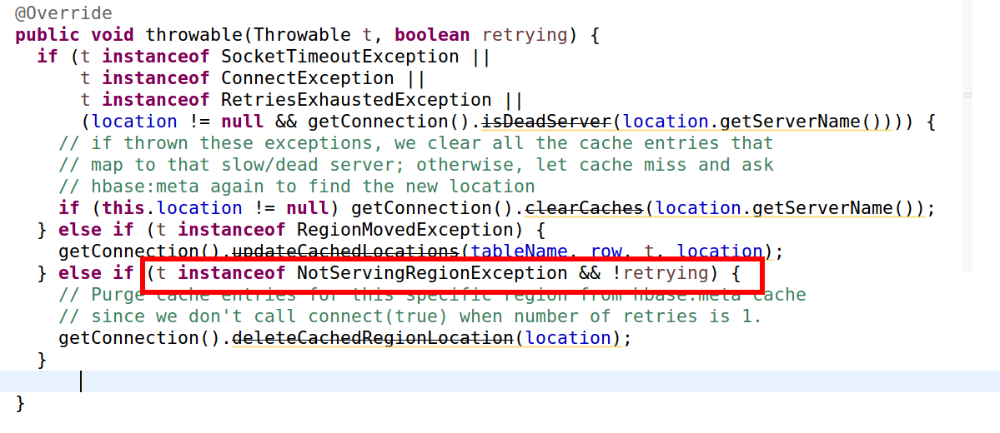 @Override
public void throwable(Throwable t, boolean retrying) {
if (t instanceof SocketTimeoutException ||
t instanceof ConnectException ||
t instanceof RetriesExhaustedException ||
(location != null && getConnection().isDeadServer(location.getServerName()))) {
// if thrown these exceptions, we clear all the cache entries that
// map to that slow/dead server; otherwise, let cache miss and ask
// hbase:meta again to find the new location
if (this.location != null) getConnection().clearCaches(location.getServerName());
} else if (t instanceof RegionMovedException) {
getConnection().updateCachedLocations(tableName, row, t, location);
} else if (t instanceof NotServingRegionException && !retrying) {
// Purge cache entries for this specific region from hbase:meta cache
// since we don't call connect(true) when number of retries is 1.
getConnection().deleteCachedRegionLocation(location);
}
}